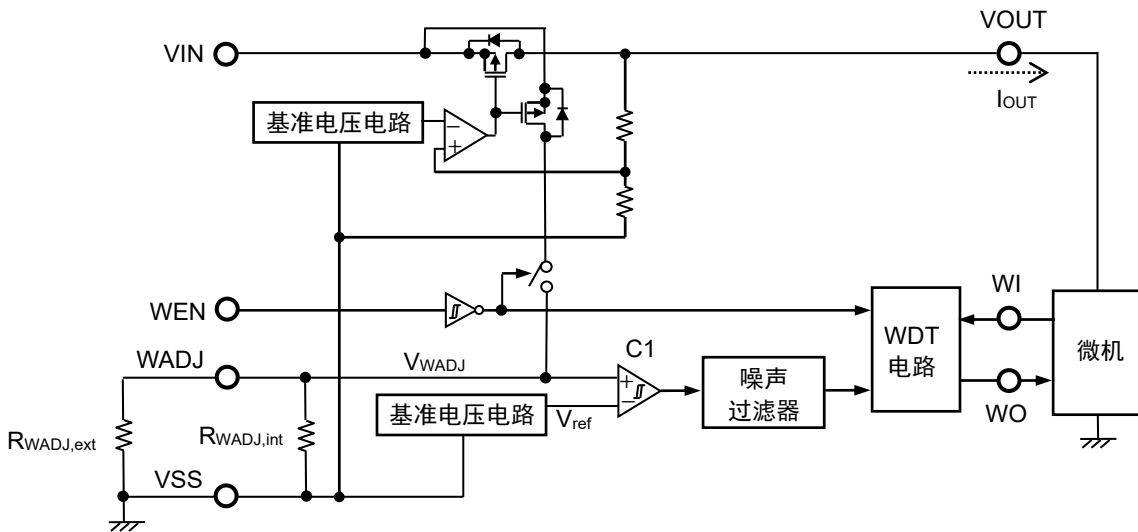 VOUT
VIN
IOUT
基准电压电路
－
+
WEN
WI
WDT
电路
微机
WADJ
VWADJ
C1
+
－
噪声
过滤器
基准电压电路
Vref
WO
RWADJ,ext
RWADJ,int
VSS